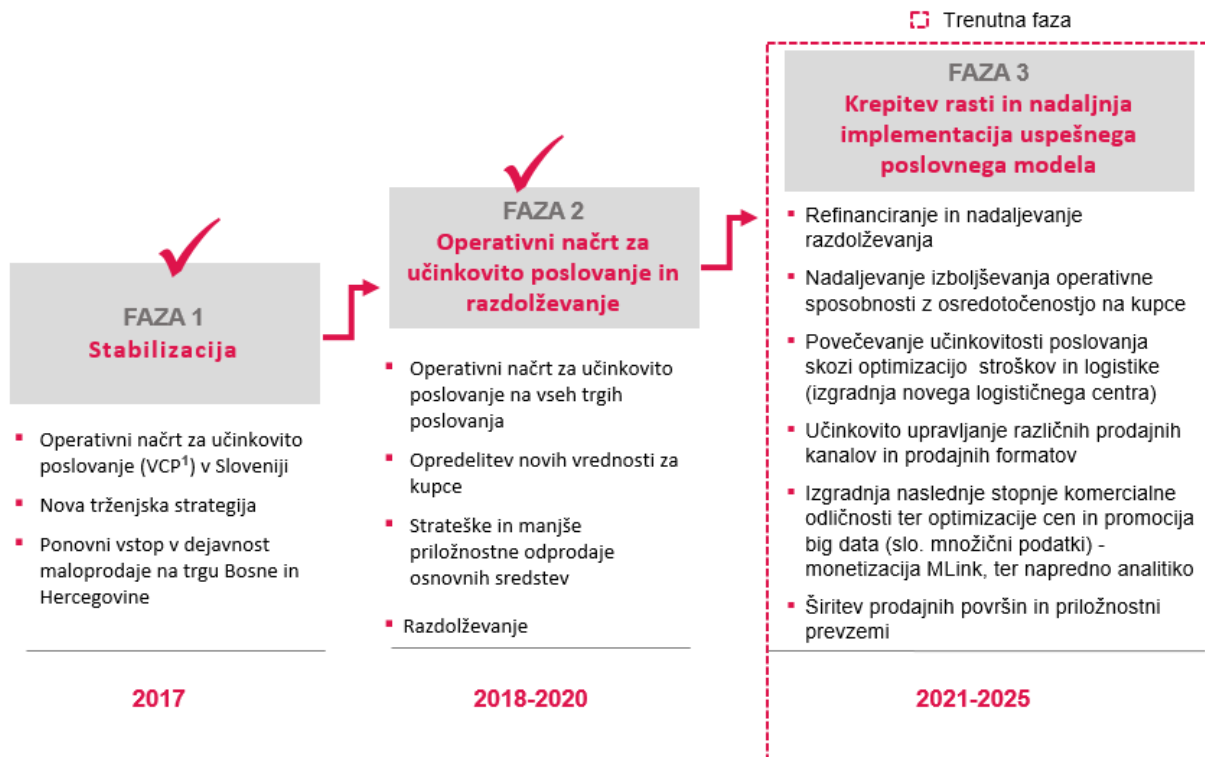 Trenutna faza
FAZA 1
Stabilizacija
▪ Operativni načrt za učinkovito
poslovanje (VCP¹) v Sloveniji
▪ Nova trženjska strategija
▪ Ponovni vstop v dejavnost
maloprodaje na trgu Bosne in
Hercegovine
2017
FAZA 2
Operativni načrt za
učinkovito poslovanje in
razdolževanje
▪ Operativni načrt za učinkovito
poslovanje na vseh trgih
poslovanja
▪ Opredelitev novih vrednosti za
kupce
▪ Strateške in manjše
priložnostne odprodaje
osnovnih sredstev
▪ Razdolževanje
2018-2020
FAZA 3
Krepitev rasti in nadaljnja
implementacija uspešnega
poslovnega modela
▪ Refinanciranje in nadaljevanje
razdolževanja
▪ Nadaljevanje izboljševanja operativne
sposobnosti z osredotočenostjo na kupce
▪ Povečevanje učinkovitosti poslovanja
skozi optimizacijo stroškov in logistike
(izgradnja novega logističnega centra)
▪ Učinkovito upravljanje različnih prodajnih
kanalov in prodajnih formatov
▪ Izgradnja naslednje stopnje komercialne
odličnosti ter optimizacije cen in promocija
big data (slo. množični podatki) -
monetizacija MLink, ter napredno analitiko
▪ Širitev prodajnih površin in priložnostni
prevzemi
2021-2025